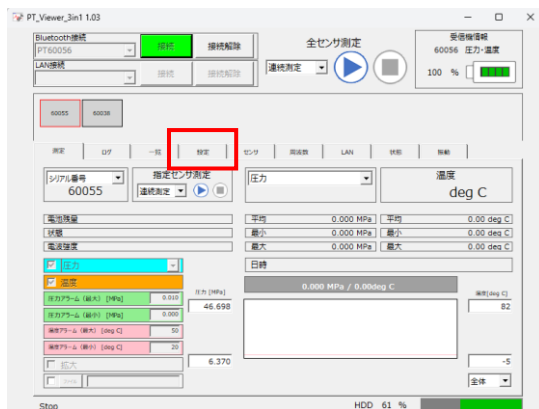 PT_Viewer_3in1 1.03
Bluetooth接続
PT60056
接続
接続解除
LAN接続
接続
接続解除
全センサ測定
連続測定
受信機情報
60056 圧力・温度
100 %
60055
60038
測定
ログ
一括
設定
センサ
周波数
LAN
状態
振動
シリアル番号
60055
指定センサ測定
連続測定
圧力
温度
deg C
電池残量
状態
電波強度
平均 0.000 MPa
最小 0.000 MPa
最大 0.000 MPa
平均 0.00 deg C
最小 0.00 deg C
最大 0.00 deg C
圧力
温度
圧力アラーム (最大) [MPa] 0.010
圧力アラーム (最小) [MPa] 0.000
温度アラーム (最大) [deg C] 50
温度アラーム (最小) [deg C] 20
拡大
日時
0.000 MPa / 0.00deg C
圧力 [MPa]
46.698
6.370
温度[deg C]
82
-5
全体
Stop
HDD 61 %